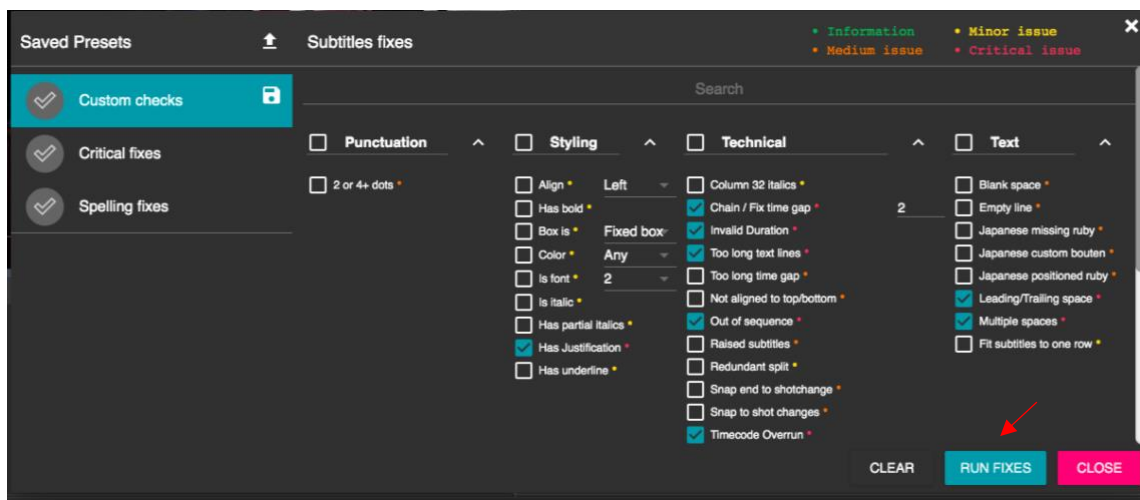 Saved Presets
Custom checks
Critical fixes
Spelling fixes
Subtitles fixes
• Information • Minor issue
• Medium issue • Critical issue
Search
Punctuation
2 or 4+ dots •
Styling
Align • Left
Has bold •
Box is • Fixed box
Color • Any
Is font • 2
Is italic •
Has partial italics •
Has Justification •
Has underline •
Technical
Column 32 italics •
Chain / Fix time gap • 2
Invalid Duration •
Too long text lines •
Too long time gap •
Not aligned to top/bottom •
Out of sequence •
Raised subtitles •
Redundant split •
Snap end to shotchange •
Snap to shot changes •
Timecode Overrun •
Text
Blank space •
Empty line •
Japanese missing ruby •
Japanese custom bouten •
Japanese positioned ruby •
Leading/Trailing space •
Multiple spaces •
Fit subtitles to one row •
CLEAR RUN FIXES CLOSE